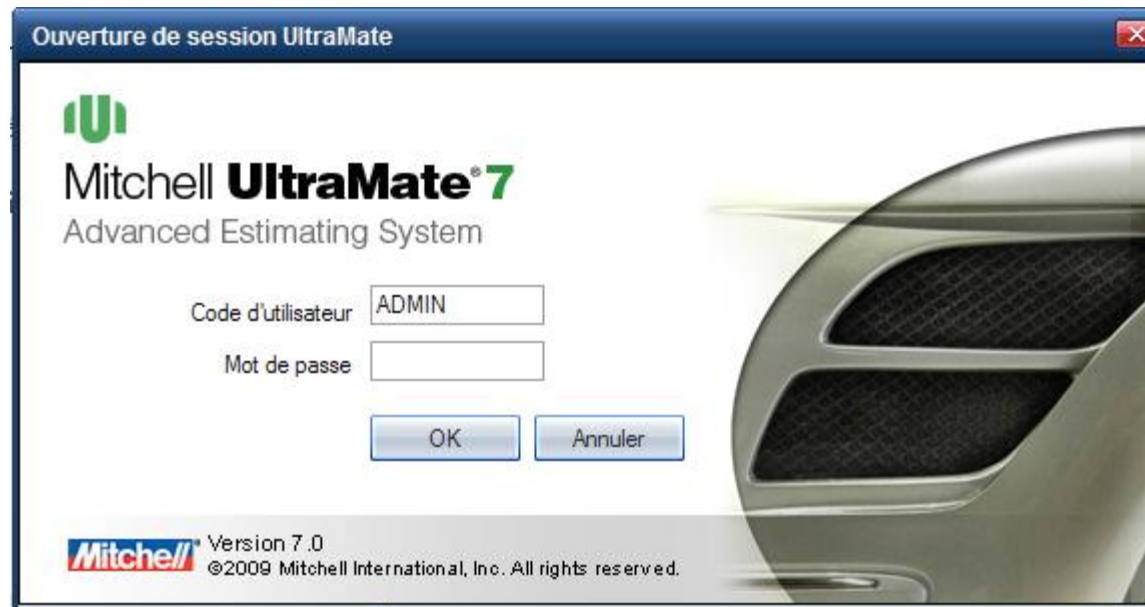 Ouverture de session UltraMate
Mitchell UltraMate® 7
Advanced Estimating System
Code d'utilisateur ADMIN
Mot de passe
OK Annuler
Mitchell® Version 7.0
©2009 Mitchell International, Inc. All rights reserved.